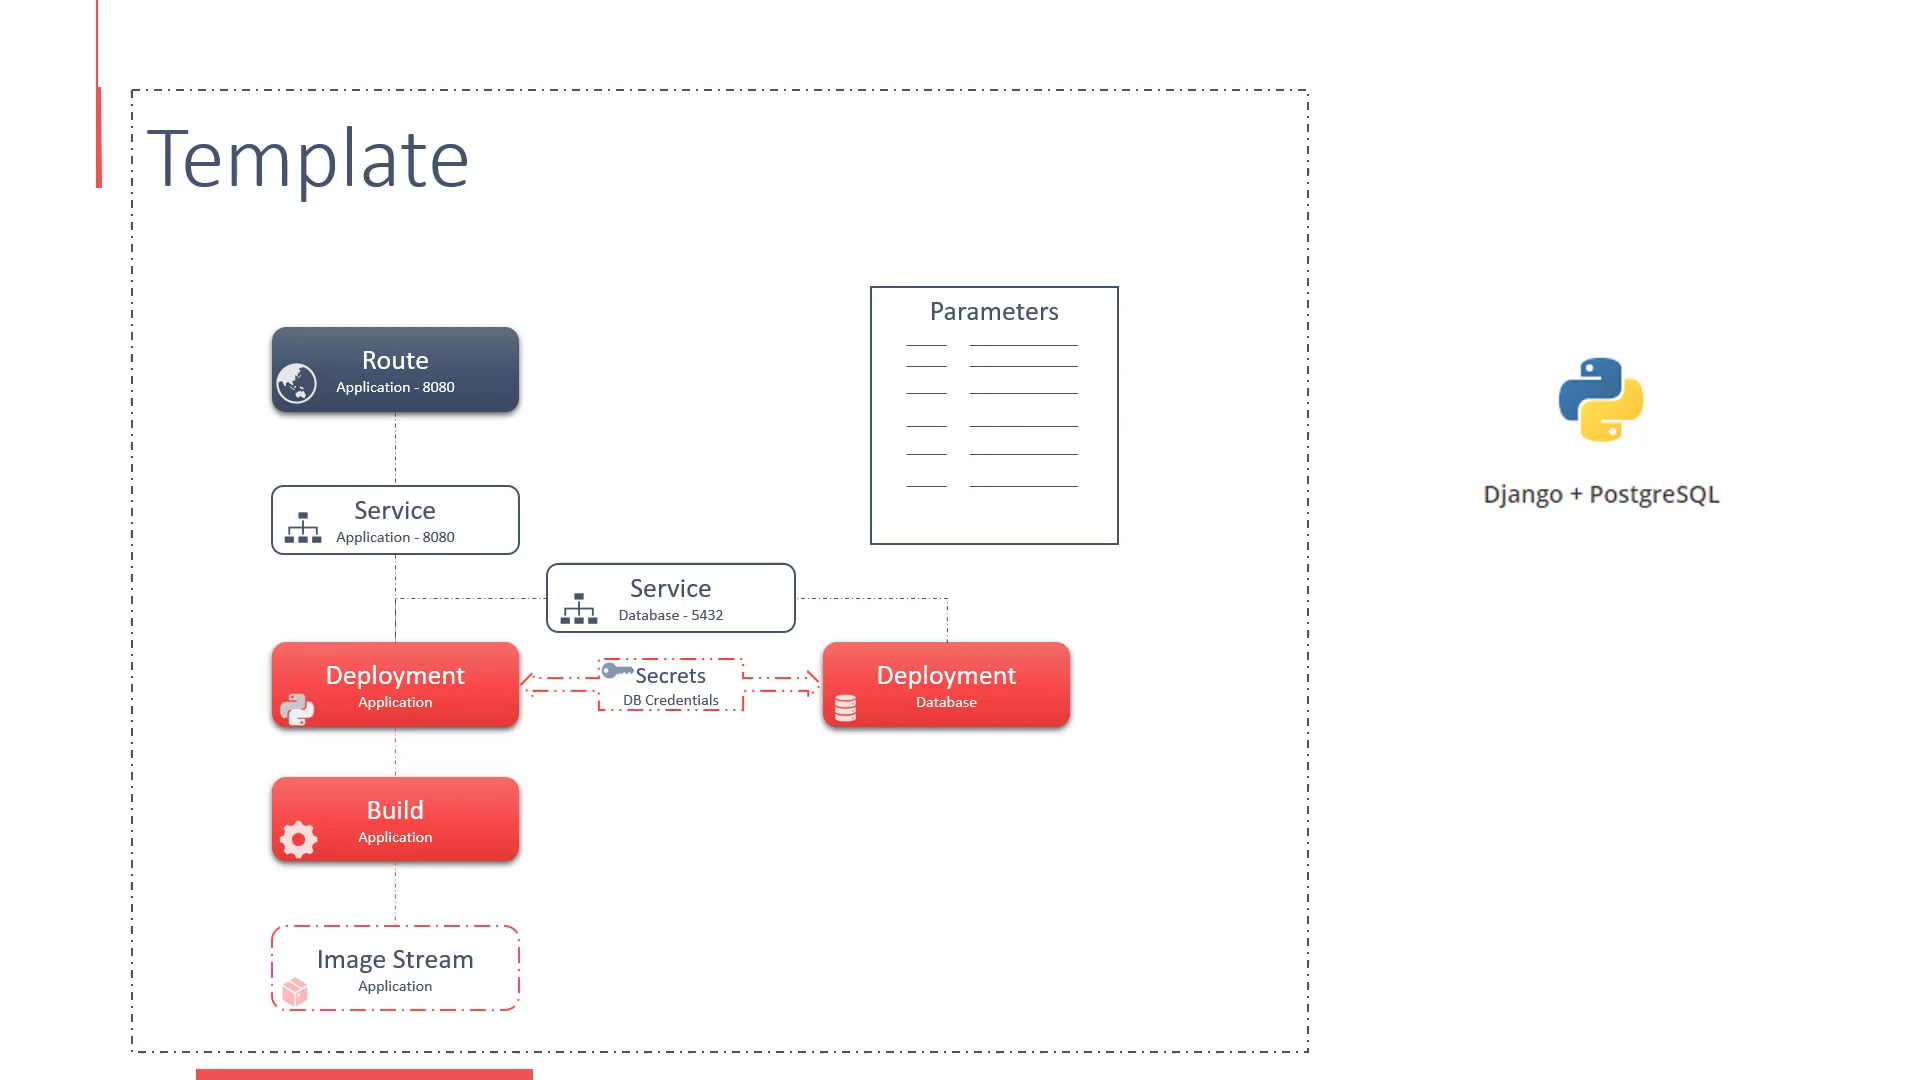 Template
Parameters
Route
Application - 8080
Service
Application - 8080
Service
Database - 5432
Deployment
Application
Secrets
DB Credentials
Deployment
Database
Build
Application
Image Stream
Application
Django + PostgreSQL